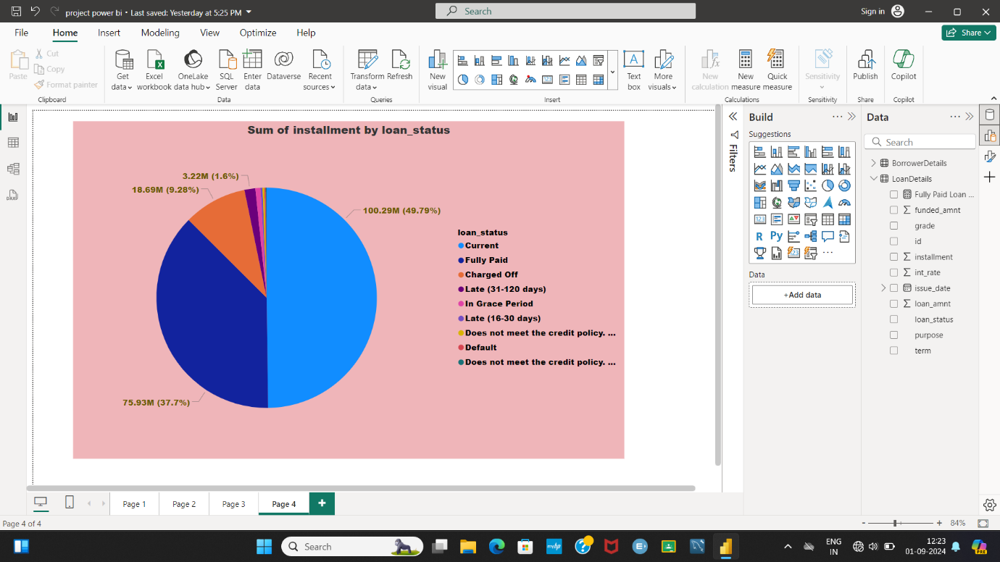 project power bi • Last saved: Yesterday at 5:25 PM
Search
Sign in
File Home Insert Modeling View Optimize Help
Share
Paste
Cut
Copy
Format painter
Clipboard
Get data
Excel workbook
OneLake data hub
SQL Server
Enter data
Dataverse
Recent sources
Data
Transform data
Refresh
Queries
New visual
Text box
More visuals
Insert
New calculation
New measure
Quick measure
Calculations
Sensitivity
Sensitivity
Publish
Share
Copilot
Copilot
Sum of installment by loan_status
3.22M (1.6%)
18.69M (9.28%)
100.29M (49.79%)
75.93M (37.7%)
loan_status
Current
Fully Paid
Charged Off
Late (31-120 days)
In Grace Period
Late (16-30 days)
Does not meet the credit policy. ...
Default
Does not meet the credit policy. ...
Filters
Build
Suggestions
R Py
123
Data
+Add data
Data
Search
BorrowerDetails
LoanDetails
Fully Paid Loan ...
funded_amnt
grade
id
installment
int_rate
issue_date
loan_amnt
loan_status
purpose
term
Page 1 Page 2 Page 3 Page 4
Page 4 of 4
84%
Search
ENG
IN
12:23
01-09-2024